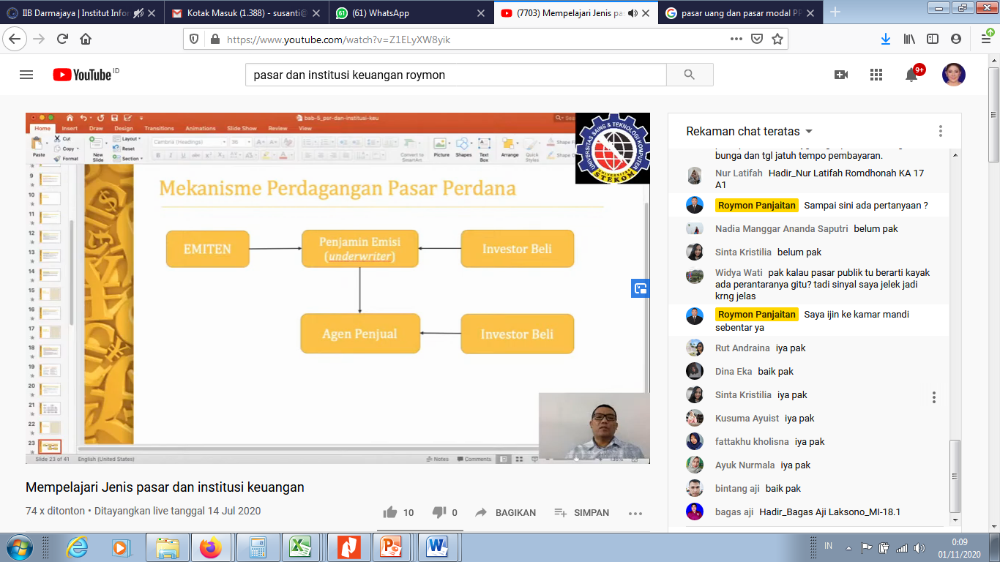 IIB Darmajaya | Institut Infor
Kotak Masuk (1.388) - susanti@
(61) WhatsApp
(7703) Mempelajari Jenis pa
pasar uang dan pasar modal PP
https://www.youtube.com/watch?v=Z1ELyXW8yik
YouTube ID
pasar dan institusi keuangan roymon
9+
bab-5_psr-dan-institusi-keu
Home Insert Draw Design Transitions Animations Slide Show Review View
Paste
Cut
Copy
Format
New Slide
Layout
Reset
Section
Cambria (Headings) 36
Convert to SmartArt
Picture
Shapes
Text Box
Arrange
Quick Styles
Shape
Shape
UNIVERSITAS SAINS & TEKNOLOGI KOMPUTER
UNIVERSITAS
STEKOM
9
10
11
12
13
14
15
16
17
18
19
20
21
22
23
Mekanisme Perdagangan Pasar Perdana
EMITEN
Penjamin Emisi
(underwriter)
Investor Beli
Agen Penjual
Investor Beli
Slide 23 of 41 English (United States)
Notes Comments
Mempelajari Jenis pasar dan institusi keuangan
74 x ditonton • Ditayangkan live tanggal 14 Jul 2020
10 0 BAGIKAN SIMPAN
Rekaman chat teratas
bunga dan tgl jatuh tempo pembayaran.
Nur Latifah Hadir_Nur Latifah Romdhonah KA 17
A1
Roymon Panjaitan Sampai sini ada pertanyaan ?
Nadia Manggar Ananda Saputri belum pak
Sinta Kristilia belum pak
Widya Wati pak kalau pasar publik tu berarti kayak
ada perantaranya gitu? tadi sinyal saya jelek jadi
krng jelas
Roymon Panjaitan Saya ijin ke kamar mandi
sebentar ya
Rut Andraina iya pak
Dina Eka baik pak
Sinta Kristilia iya pak
Kusuma Ayuist iya pak
fattakhu kholisna iya pak
Ayuk Nurmala iya pak
bintang aji baik pak
bagas aji Hadir_Bagas Aji Laksono_MI-18.1
IN
0:09
01/11/2020